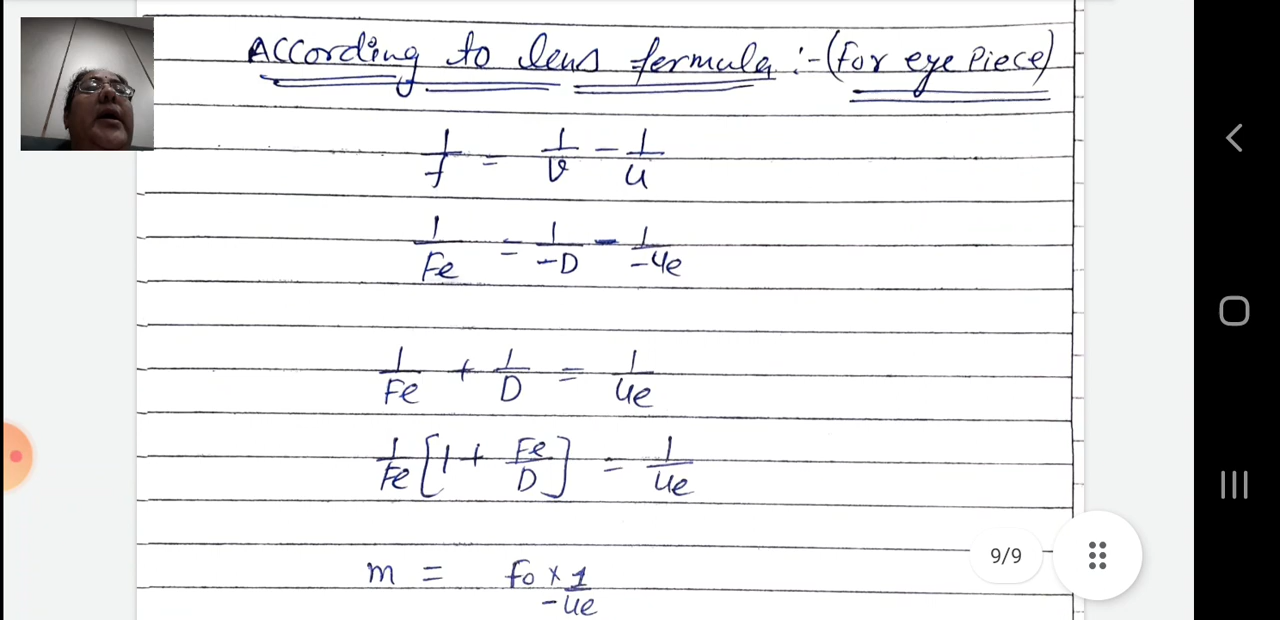 According to lens formula :- (For eye Piece)
1/f = 1/v - 1/u
1/Fe = 1/-D - 1/-ue
1/Fe + 1/D = 1/ue
1/Fe [1 + Fe/D] = 1/ue
9/9
m = fo × 1/-ue